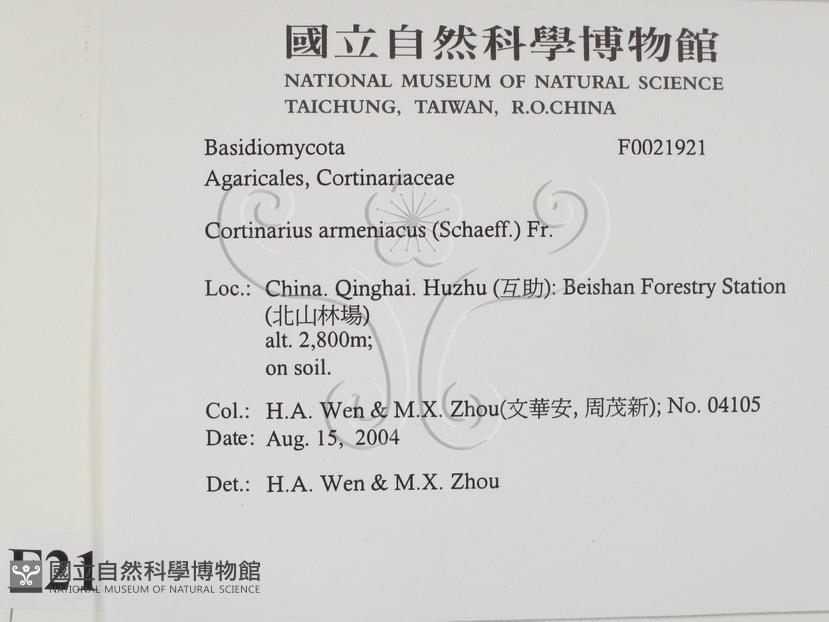 國立自然科學博物館
NATIONAL MUSEUM OF NATURAL SCIENCE
TAICHUNG, TAIWAN, R.O.CHINA
Basidiomycota F0021921
Agaricales, Cortinariaceae
Cortinarius armeniacus (Schaeff.) Fr.
Loc.: China. Qinghai. Huzhu (互助): Beishan Forestry Station
(北山林場)
alt. 2,800m;
on soil.
Col.: H.A. Wen & M.X. Zhou(文華安, 周茂新); No. 04105
Date: Aug. 15, 2004
Det.: H.A. Wen & M.X. Zhou
國立自然科學博物館
NATIONAL MUSEUM OF NATURAL SCIENCE